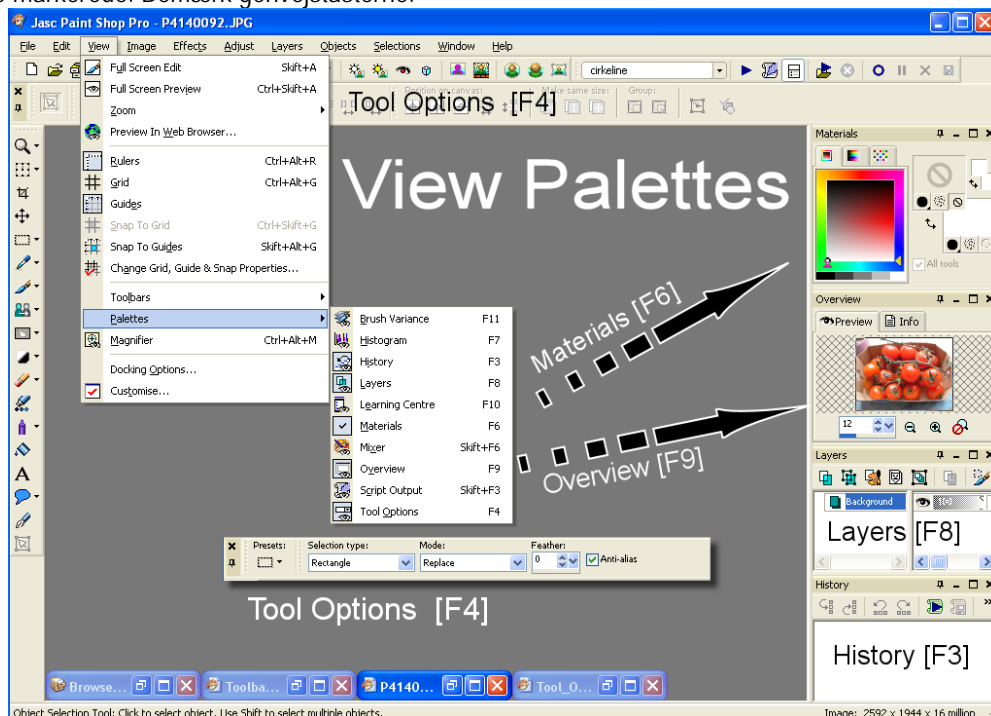 Jasc Paint Shop Pro - P4140092.JPG
File Edit View Image Effects Adjust Layers Objects Selections Window Help
cirkeline
Full Screen Edit Skift+A
Full Screen Preview Ctrl+Skift+A
Zoom
Preview In Web Browser...
Rulers Ctrl+Alt+R
Grid Ctrl+Alt+G
Guides
Snap To Grid Ctrl+Skift+G
Snap To Guides Skift+Alt+G
Change Grid, Guide & Snap Properties...
Toolbars
Palettes
Magnifier Ctrl+Alt+M
Docking Options...
Customise...
Brush Variance F11
Histogram F7
History F3
Layers F8
Learning Centre F10
Materials F6
Mixer Skift+F6
Overview F9
Script Output Skift+F3
Tool Options F4
Position on canvas: Make same size: Group:
Tool Options [F4]
View Palettes
Materials [F6]
Overview [F9]
Materials
All tools
Overview
Preview Info
12
Layers
Background
Layers [F8]
History
History [F3]
Presets: Selection type: Mode: Feather:
Rectangle Replace 0 Anti-alias
Tool Options [F4]
Browse... Toolba... P4140... Tool_O...
Object Selection Tool: Click to select object. Use Shift to select multiple objects.
Image: 2592 x 1944 x 16 million